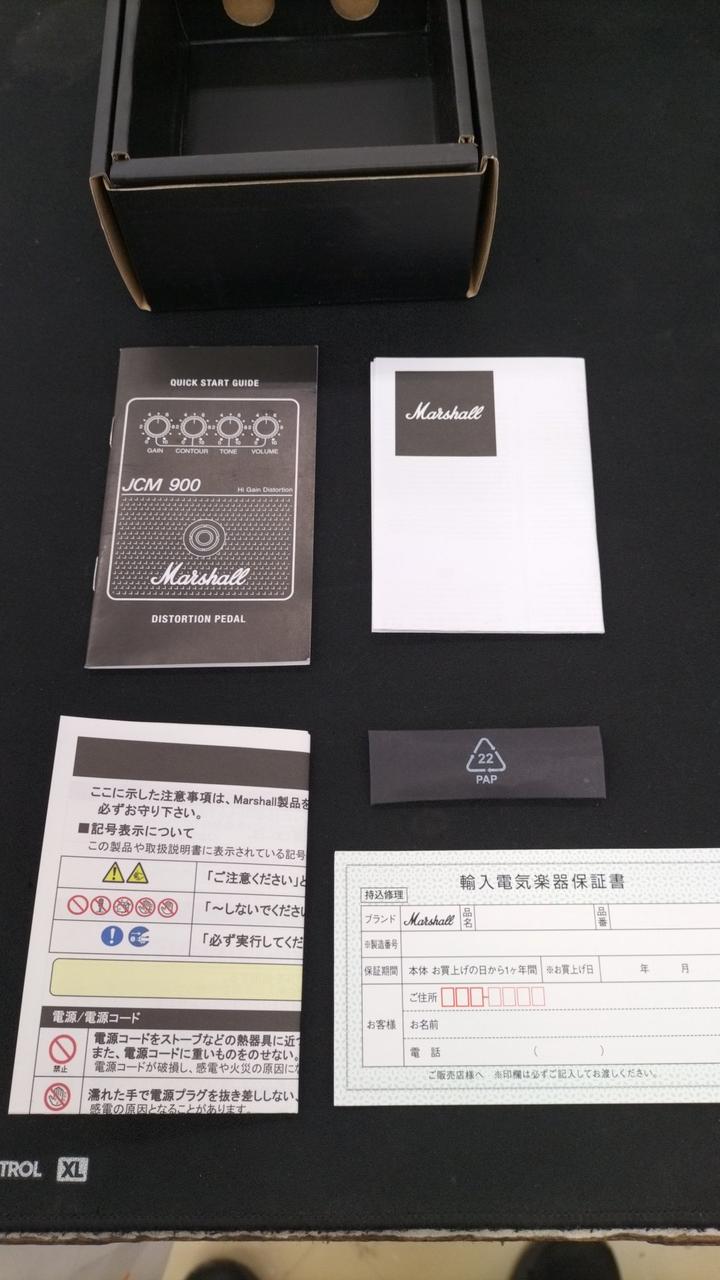 QUICK START GUIDE
GAIN CONTOUR TONE VOLUME
JCM 900
Hi Gain Distortion
Marshall
DISTORTION PEDAL
Marshall
ここに示した注意事項は、Marshall製品を
必ずお守り下さい。
■記号表示について
この製品や取扱説明書に表示されている記号
「ご注意ください」と
「〜しないでくださ
「必ず実行してくだ
電源/電源コード
電源コードをストーブなどの熱器具に近
また、電源コードに重いものをのせない。
電源コードが破損し、感電や火災の原因に
禁止
濡れた手で電源プラグを抜き差ししない、
感電の原因となることがあります。
22
PAP
輸入電気楽器保証書
持込修理
ブランド Marshall 品名 品番
※製造番号
保証期間 本体 お買上げの日から1ヶ年間 ※お買上げ日 年 月
お客様
ご住所
お名前
電話 ( )
ご販売店様へ ※印欄は必ずご記入してお渡しください。
TROL XL